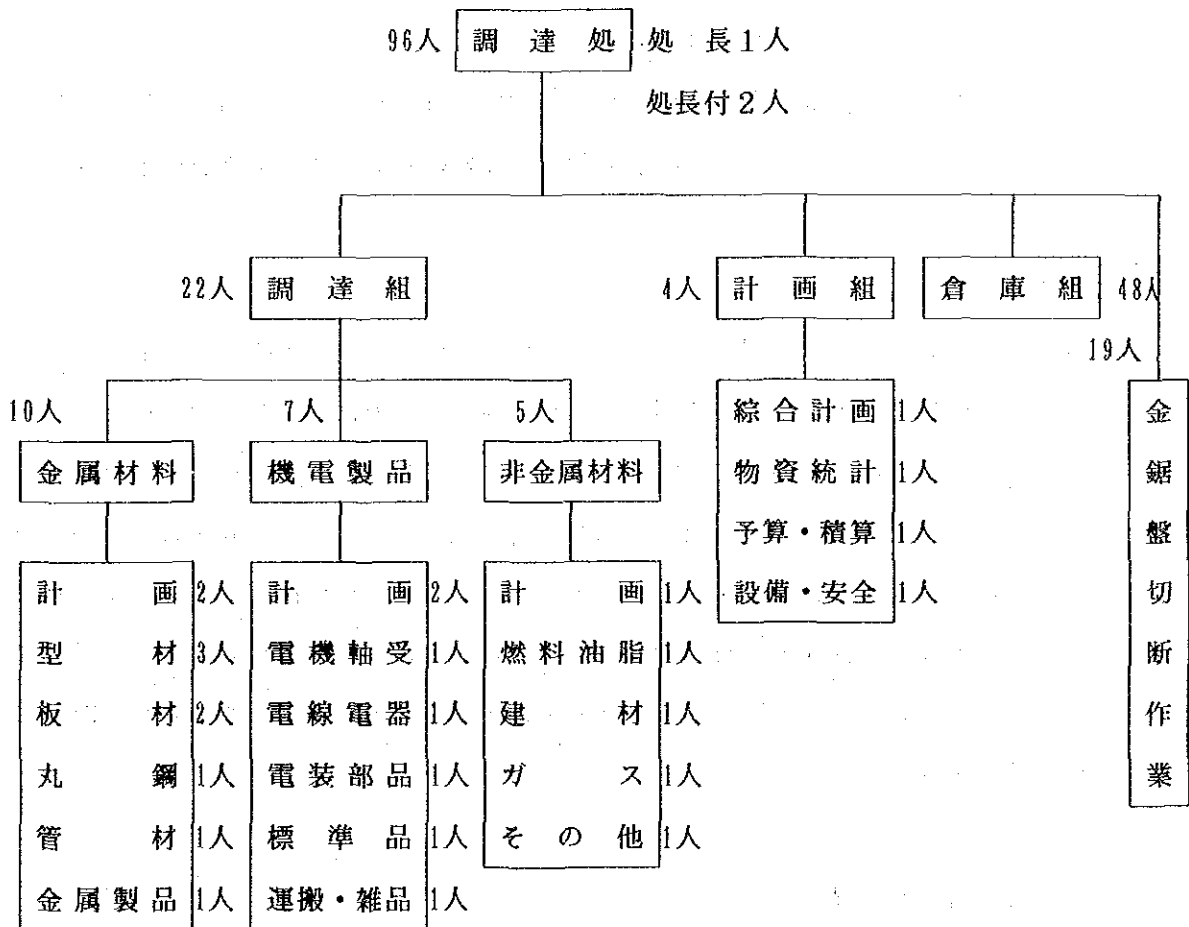 96人 調達処 処長1人
処長付2人
22人 調達組
4人 計画組
倉庫組 48人
19人
金鋸盤切断作業
10人
金属材料
7人
機電製品
5人
非金属材料
綜合計画 1人
物資統計 1人
予算・積算 1人
設備・安全 1人
計画 2人
型材 3人
板材 2人
丸鋼 1人
管材 1人
金属製品 1人
計画 2人
電機軸受 1人
電線電器 1人
電装部品 1人
標準品 1人
運搬・雑品 1人
計画 1人
燃料油脂 1人
建材 1人
ガス 1人
その他 1人